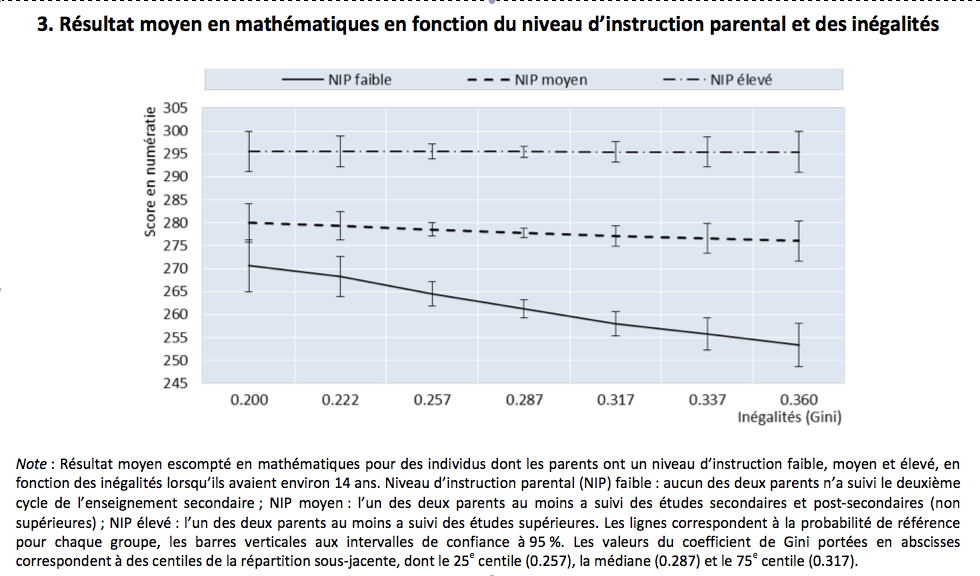 3. Résultat moyen en mathématiques en fonction du niveau d’instruction parental et des inégalités
NIP faible NIP moyen NIP élevé
Score en numératie
305
300
295
290
285
280
275
270
265
260
255
250
245
0.200 0.222 0.257 0.287 0.317 0.337 0.360
Inégalités (Gini)
Note : Résultat moyen escompté en mathématiques pour des individus dont les parents ont un niveau d’instruction faible, moyen et élevé, en
fonction des inégalités lorsqu’ils avaient environ 14 ans. Niveau d’instruction parental (NIP) faible : aucun des deux parents n’a suivi le deuxième
cycle de l’enseignement secondaire ; NIP moyen : l’un des deux parents au moins a suivi des études secondaires et post-secondaires (non
supérieures) ; NIP élevé : l’un des deux parents au moins a suivi des études supérieures. Les lignes correspondent à la probabilité de référence
pour chaque groupe, les barres verticales aux intervalles de confiance à 95 %. Les valeurs du coefficient de Gini portées en abscisses
correspondent à des centiles de la répartition sous-jacente, dont le 25e centile (0.257), la médiane (0.287) et le 75e centile (0.317).